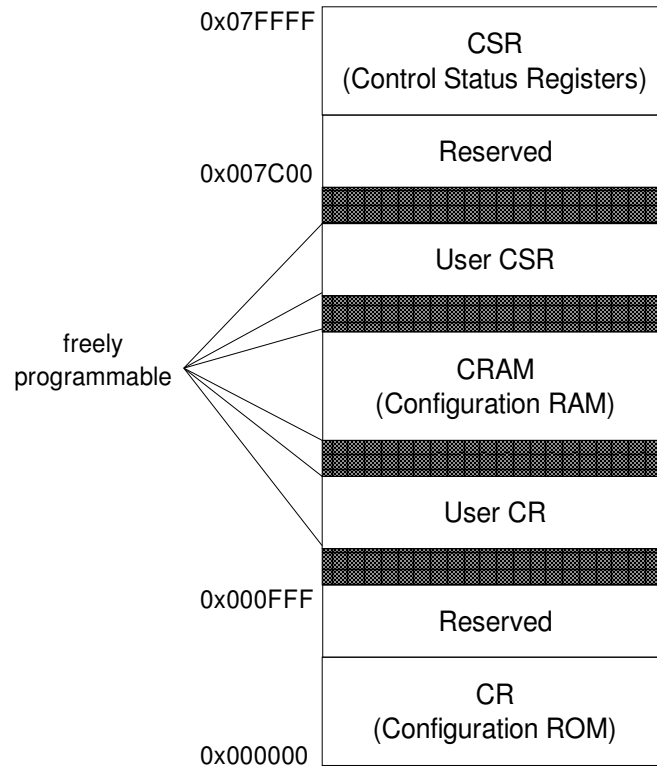 0x07FFFF
CSR
(Control Status Registers)
Reserved
0x007C00
User CSR
freely
programmable
CRAM
(Configuration RAM)
User CR
0x000FFF
Reserved
CR
(Configuration ROM)
0x000000